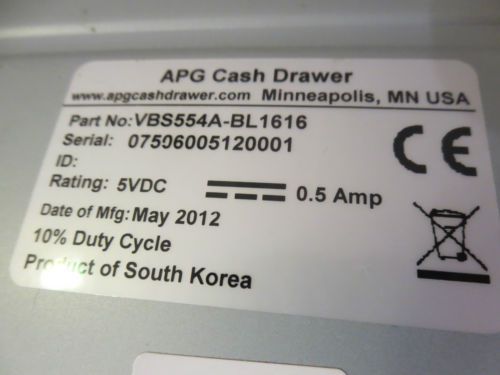 APG Cash Drawer
www.apgcashdrawer.com Minneapolis, MN USA
Part No: VBS554A-BL1616
Serial: 07506005120001
ID:
Rating: 5VDC 0.5 Amp
Date of Mfg: May 2012
10% Duty Cycle
Product of South Korea
CE